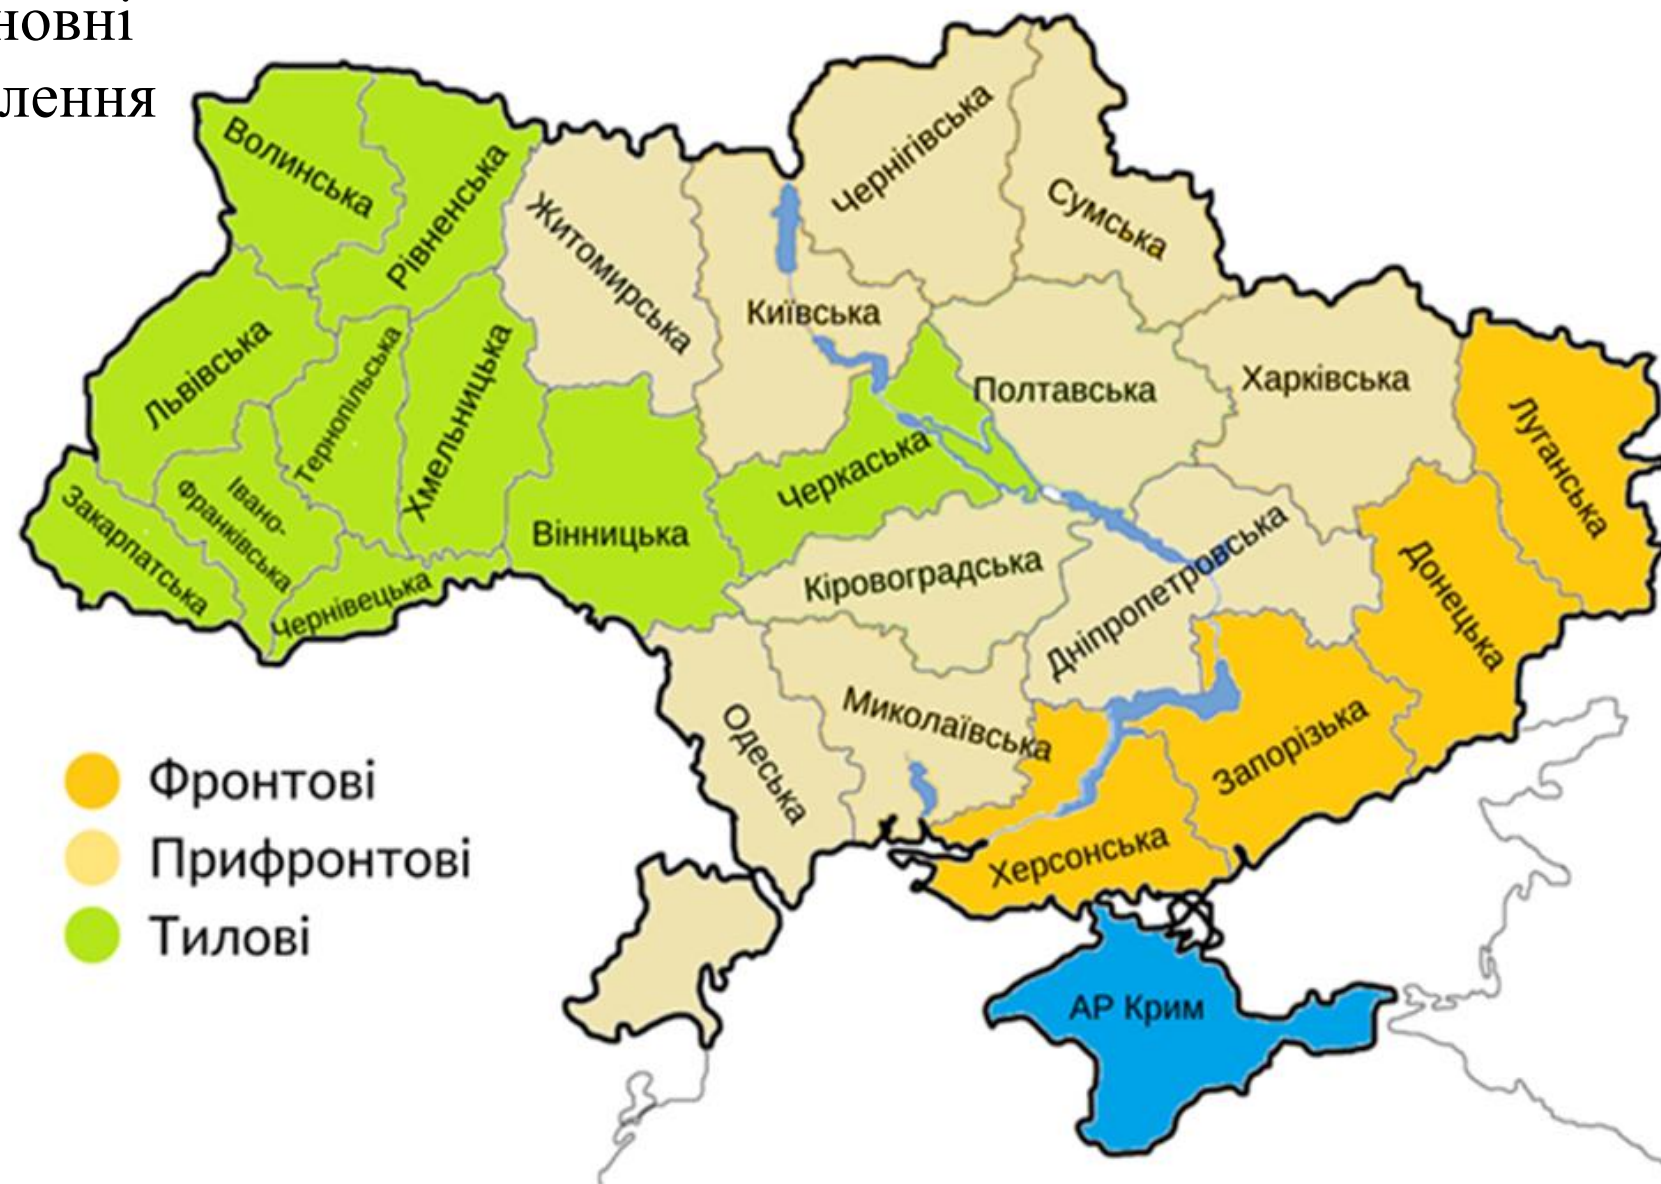 новні
лення
Волинська
Рівненська
Житомирська
Київська
Чернігівська
Сумська
Львівська
Тернопільська
Хмельницька
Полтавська
Харківська
Луганська
Закарпатська
Івано-
Франківська
Чернівецька
Вінницька
Черкаська
Кіровоградська
Дніпропетровська
Донецька
Одеська
Миколаївська
Запорізька
Херсонська
АР Крим
Фронтові
Прифронтові
Тилові